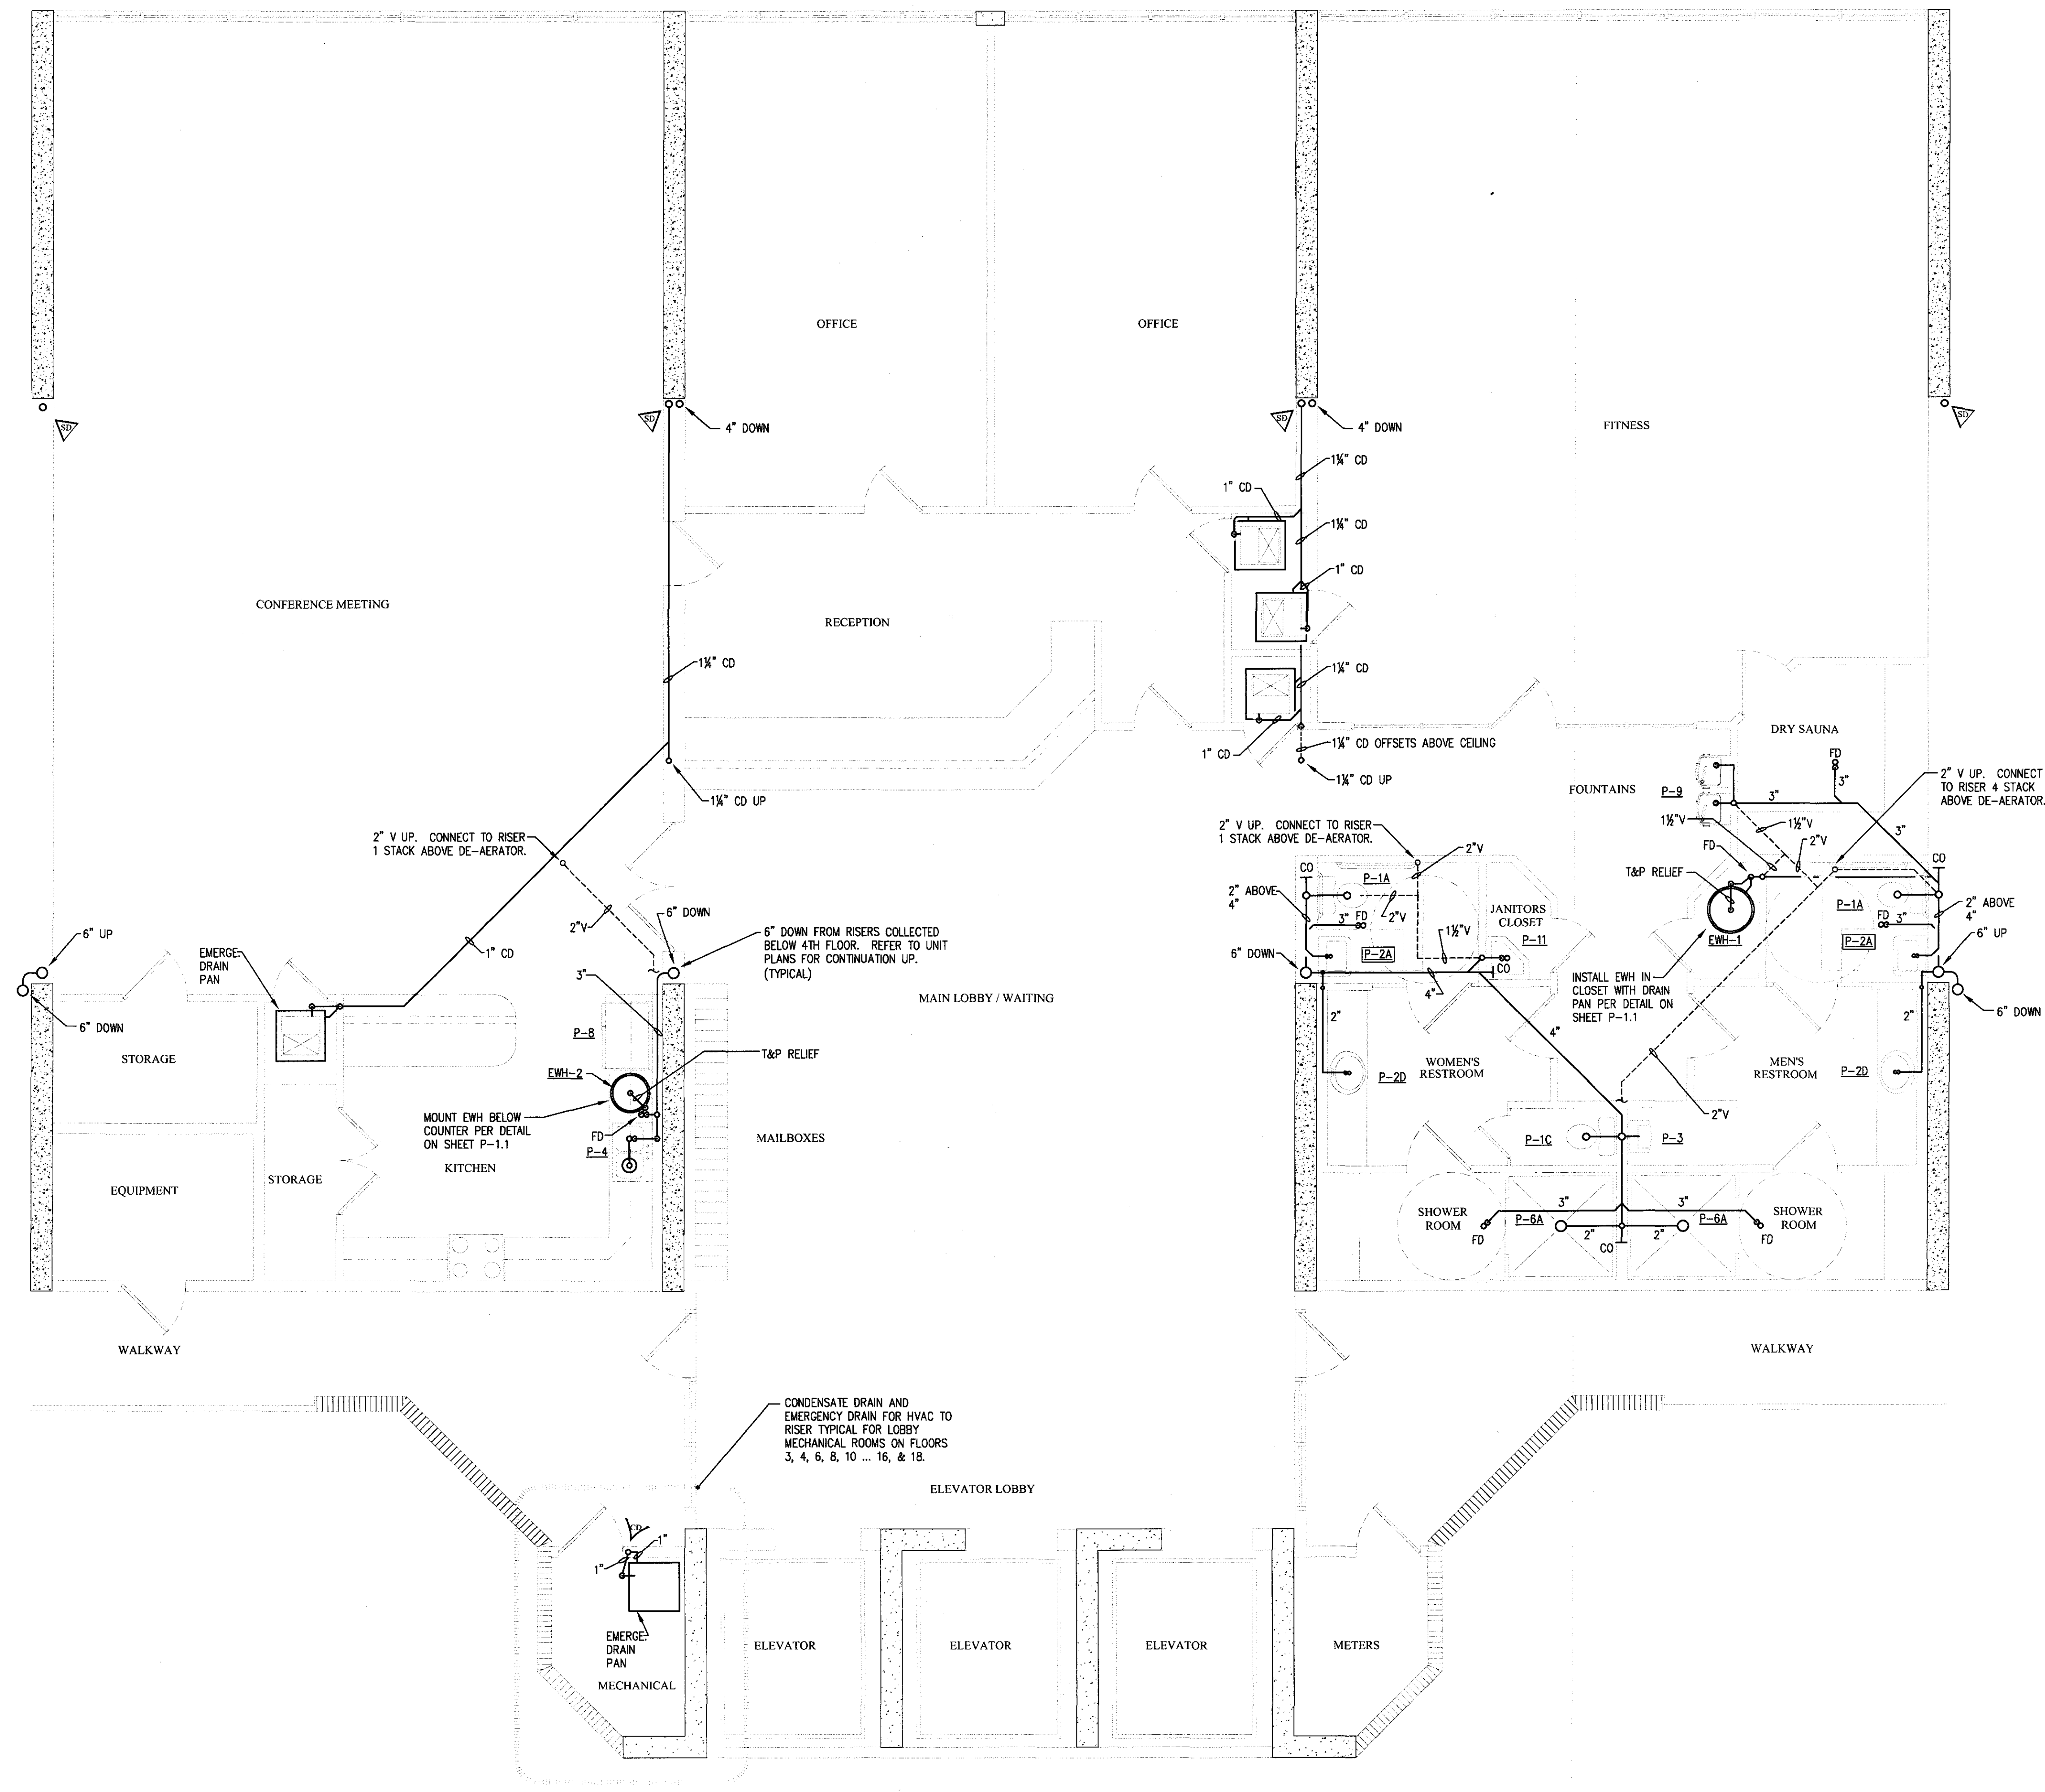 OFFICE
OFFICE
SD
SD
4" DOWN
SD
4" DOWN
FITNESS
SD
1¼" CD
1" CD
1¼" CD
1" CD
CONFERENCE MEETING
RECEPTION
1¼" CD
1¼" CD
DRY SAUNA
1¼" CD OFFSETS ABOVE CEILING
1" CD
1¼" CD UP
1¼" CD UP
FD
3"
FOUNTAINS
P-9
3"
2" V UP. CONNECT
TO RISER 4 STACK
ABOVE DE-AERATOR.
2" V UP. CONNECT TO RISER
1 STACK ABOVE DE-AERATOR.
2" V UP. CONNECT TO RISER
1 STACK ABOVE DE-AERATOR.
1½"V
1½"V
3"
2"V
2"V
FD
CO
CO
P-1A
T&P RELIEF
2" ABOVE
4"
2"V
3"
FD
JANITORS
CLOSET
P-11
EWH-1
P-1A
FD
3"
2" ABOVE
4"
P-2A
P-2A
1½"V
6" DOWN
6" UP
2"V
6" DOWN
6" DOWN FROM RISERS COLLECTED
BELOW 4TH FLOOR. REFER TO UNIT
PLANS FOR CONTINUATION UP.
(TYPICAL)
6" UP
EMERGE.
DRAIN
PAN
1" CD
3"
CO
4"
INSTALL EWH IN
CLOSET WITH DRAIN
PAN PER DETAIL ON
SHEET P-1.1
6" DOWN
MAIN LOBBY / WAITING
6" DOWN
2"
2"
STORAGE
P-8
4"
T&P RELIEF
EWH-2
WOMEN'S
RESTROOM
P-2D
MEN'S
RESTROOM
P-2D
MOUNT EWH BELOW
COUNTER PER DETAIL
ON SHEET P-1.1
FD
P-4
2"V
MAILBOXES
P-1C
P-3
KITCHEN
STORAGE
EQUIPMENT
3"
3"
SHOWER
ROOM
P-6A
P-6A
SHOWER
ROOM
FD
2"
2"
FD
CO
WALKWAY
WALKWAY
CONDENSATE DRAIN AND
EMERGENCY DRAIN FOR HVAC TO
RISER TYPICAL FOR LOBBY
MECHANICAL ROOMS ON FLOORS
3, 4, 6, 8, 10 ... 16, & 18.
ELEVATOR LOBBY
CD
1"
1"
EMERGE.
DRAIN
PAN
ELEVATOR
ELEVATOR
ELEVATOR
METERS
MECHANICAL